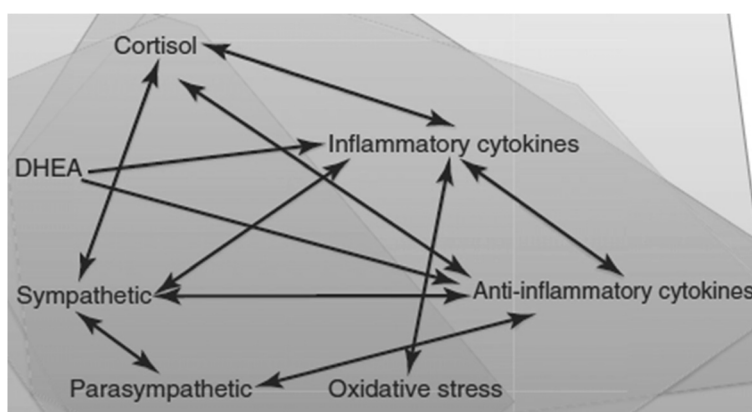 Cortisol
Inflammatory cytokines
DHEA
Sympathetic
Anti-inflammatory cytokines
Parasympathetic
Oxidative stress